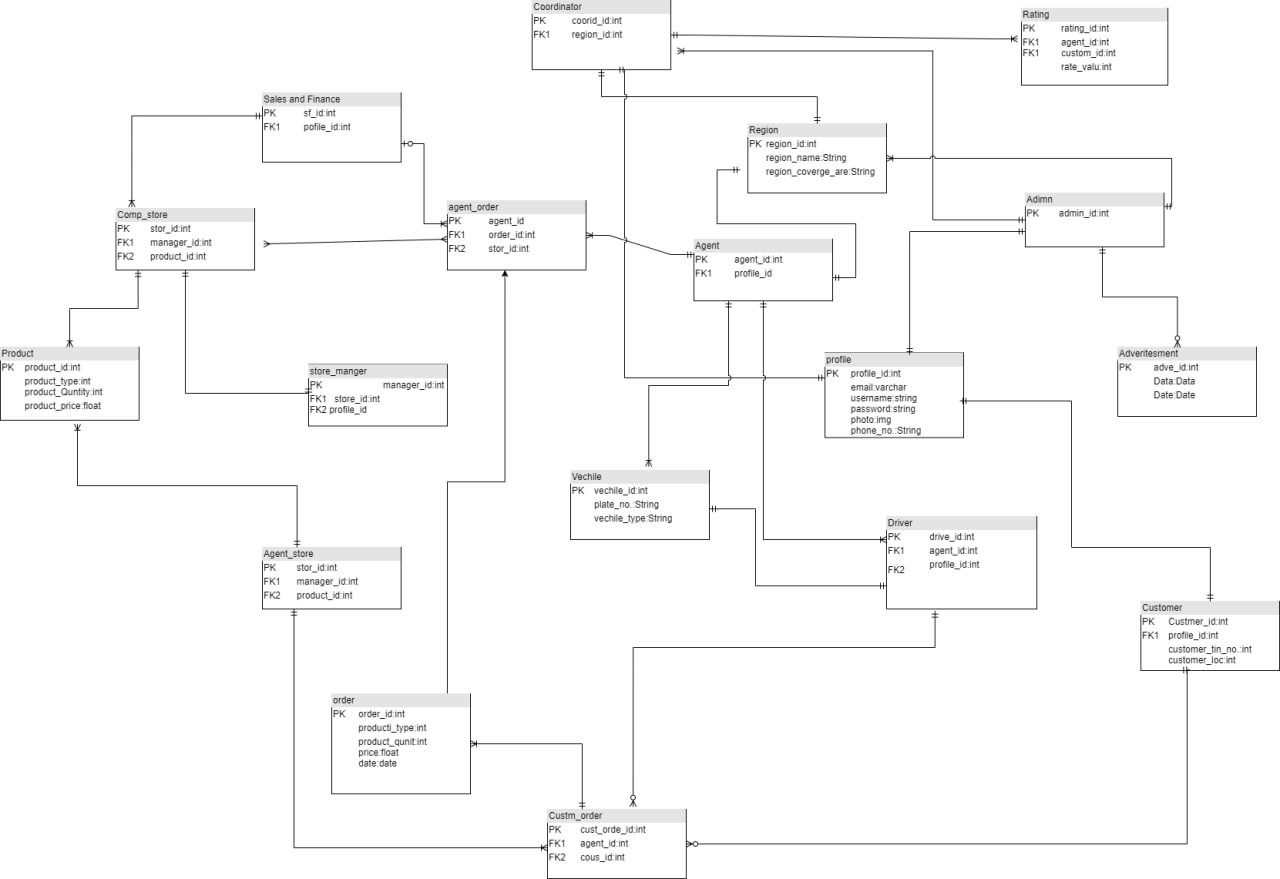 Coordinator
PK coorid_id:int
FK1 region_id:int
Rating
PK rating_id:int
FK1 agent_id:int
FK1 custom_id:int
rate_valu:int
Sales and Finance
PK sf_id:int
FK1 pofile_id:int
Region
PK region_id:int
region_name:String
region_coverge_are:String
Adimn
PK admin_id:int
Comp_store
PK stor_id:int
FK1 manager_id:int
FK2 product_id:int
agent_order
PK agent_id
FK1 order_id:int
FK2 stor_id:int
Agent
PK agent_id:int
FK1 profile_id
Product
PK product_id:int
product_type:int
product_Quntity:int
product_price:float
store_manger
PK manager_id:int
FK1 store_id:int
FK2 profile_id
profile
PK profile_id:int
email:varchar
username:string
password:string
photo:img
phone_no.:String
Adveritesment
PK adve_id:int
Data:Data
Date:Date
Vechile
PK vechile_id:int
plate_no.:String
vechile_type:String
Driver
PK drive_id:int
FK1 agent_id:int
FK2 profile_id:int
Agent_store
PK stor_id:int
FK1 manager_id:int
FK2 product_id:int
Customer
PK Custmer_id:int
FK1 profile_id:int
customer_tin_no.:int
customer_loc:int
order
PK order_id:int
producti_type:int
product_qunit:int
price:float
date:date
Custm_order
PK cust_orde_id:int
FK1 agent_id:int
FK2 cous_id:int